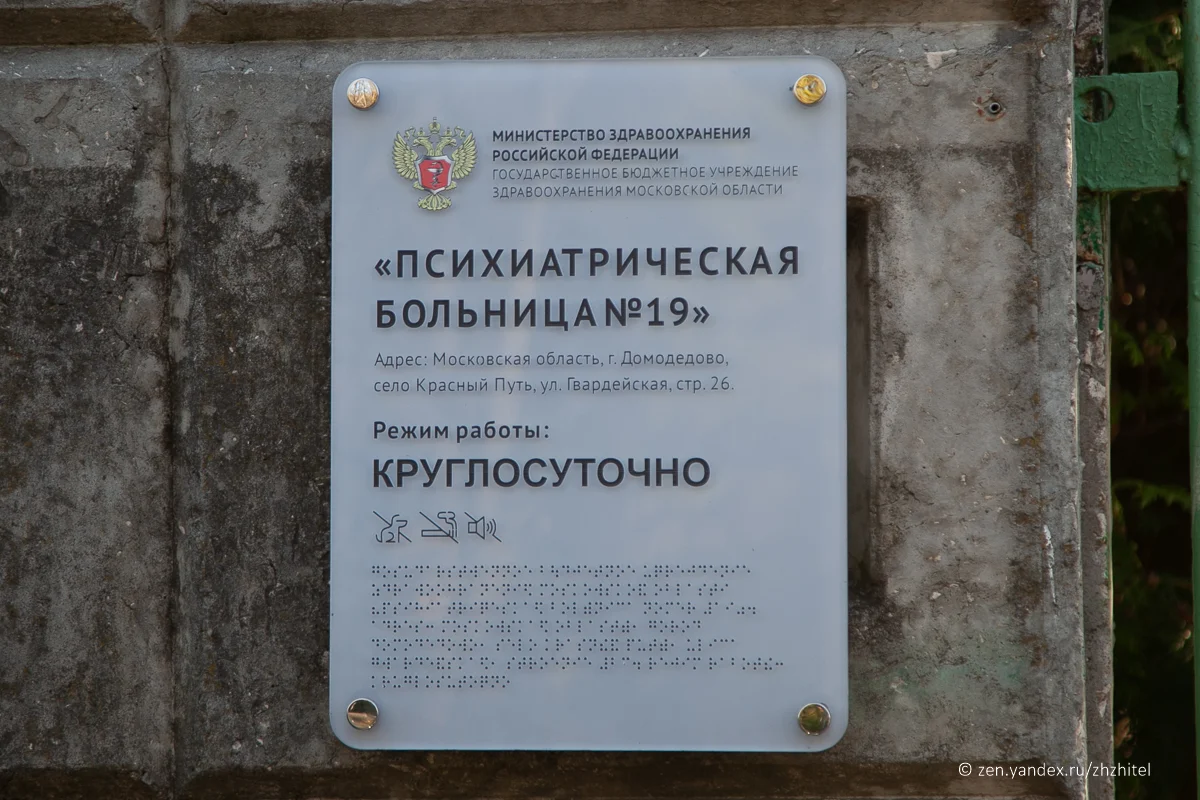 МИНИСТЕРСТВО ЗДРАВООХРАНЕНИЯ
РОССИЙСКОЙ ФЕДЕРАЦИИ
ГОСУДАРСТВЕННОЕ БЮДЖЕТНОЕ УЧРЕЖДЕНИЕ
ЗДРАВООХРАНЕНИЯ МОСКОВСКОЙ ОБЛАСТИ
«ПСИХИАТРИЧЕСКАЯ
БОЛЬНИЦА №19»
Адрес: Московская область, г. Домодедово,
село Красный Путь, ул. Гвардейская, стр. 26.
Режим работы:
КРУГЛОСУТОЧНО
© zen.yandex.ru/zhzhitel